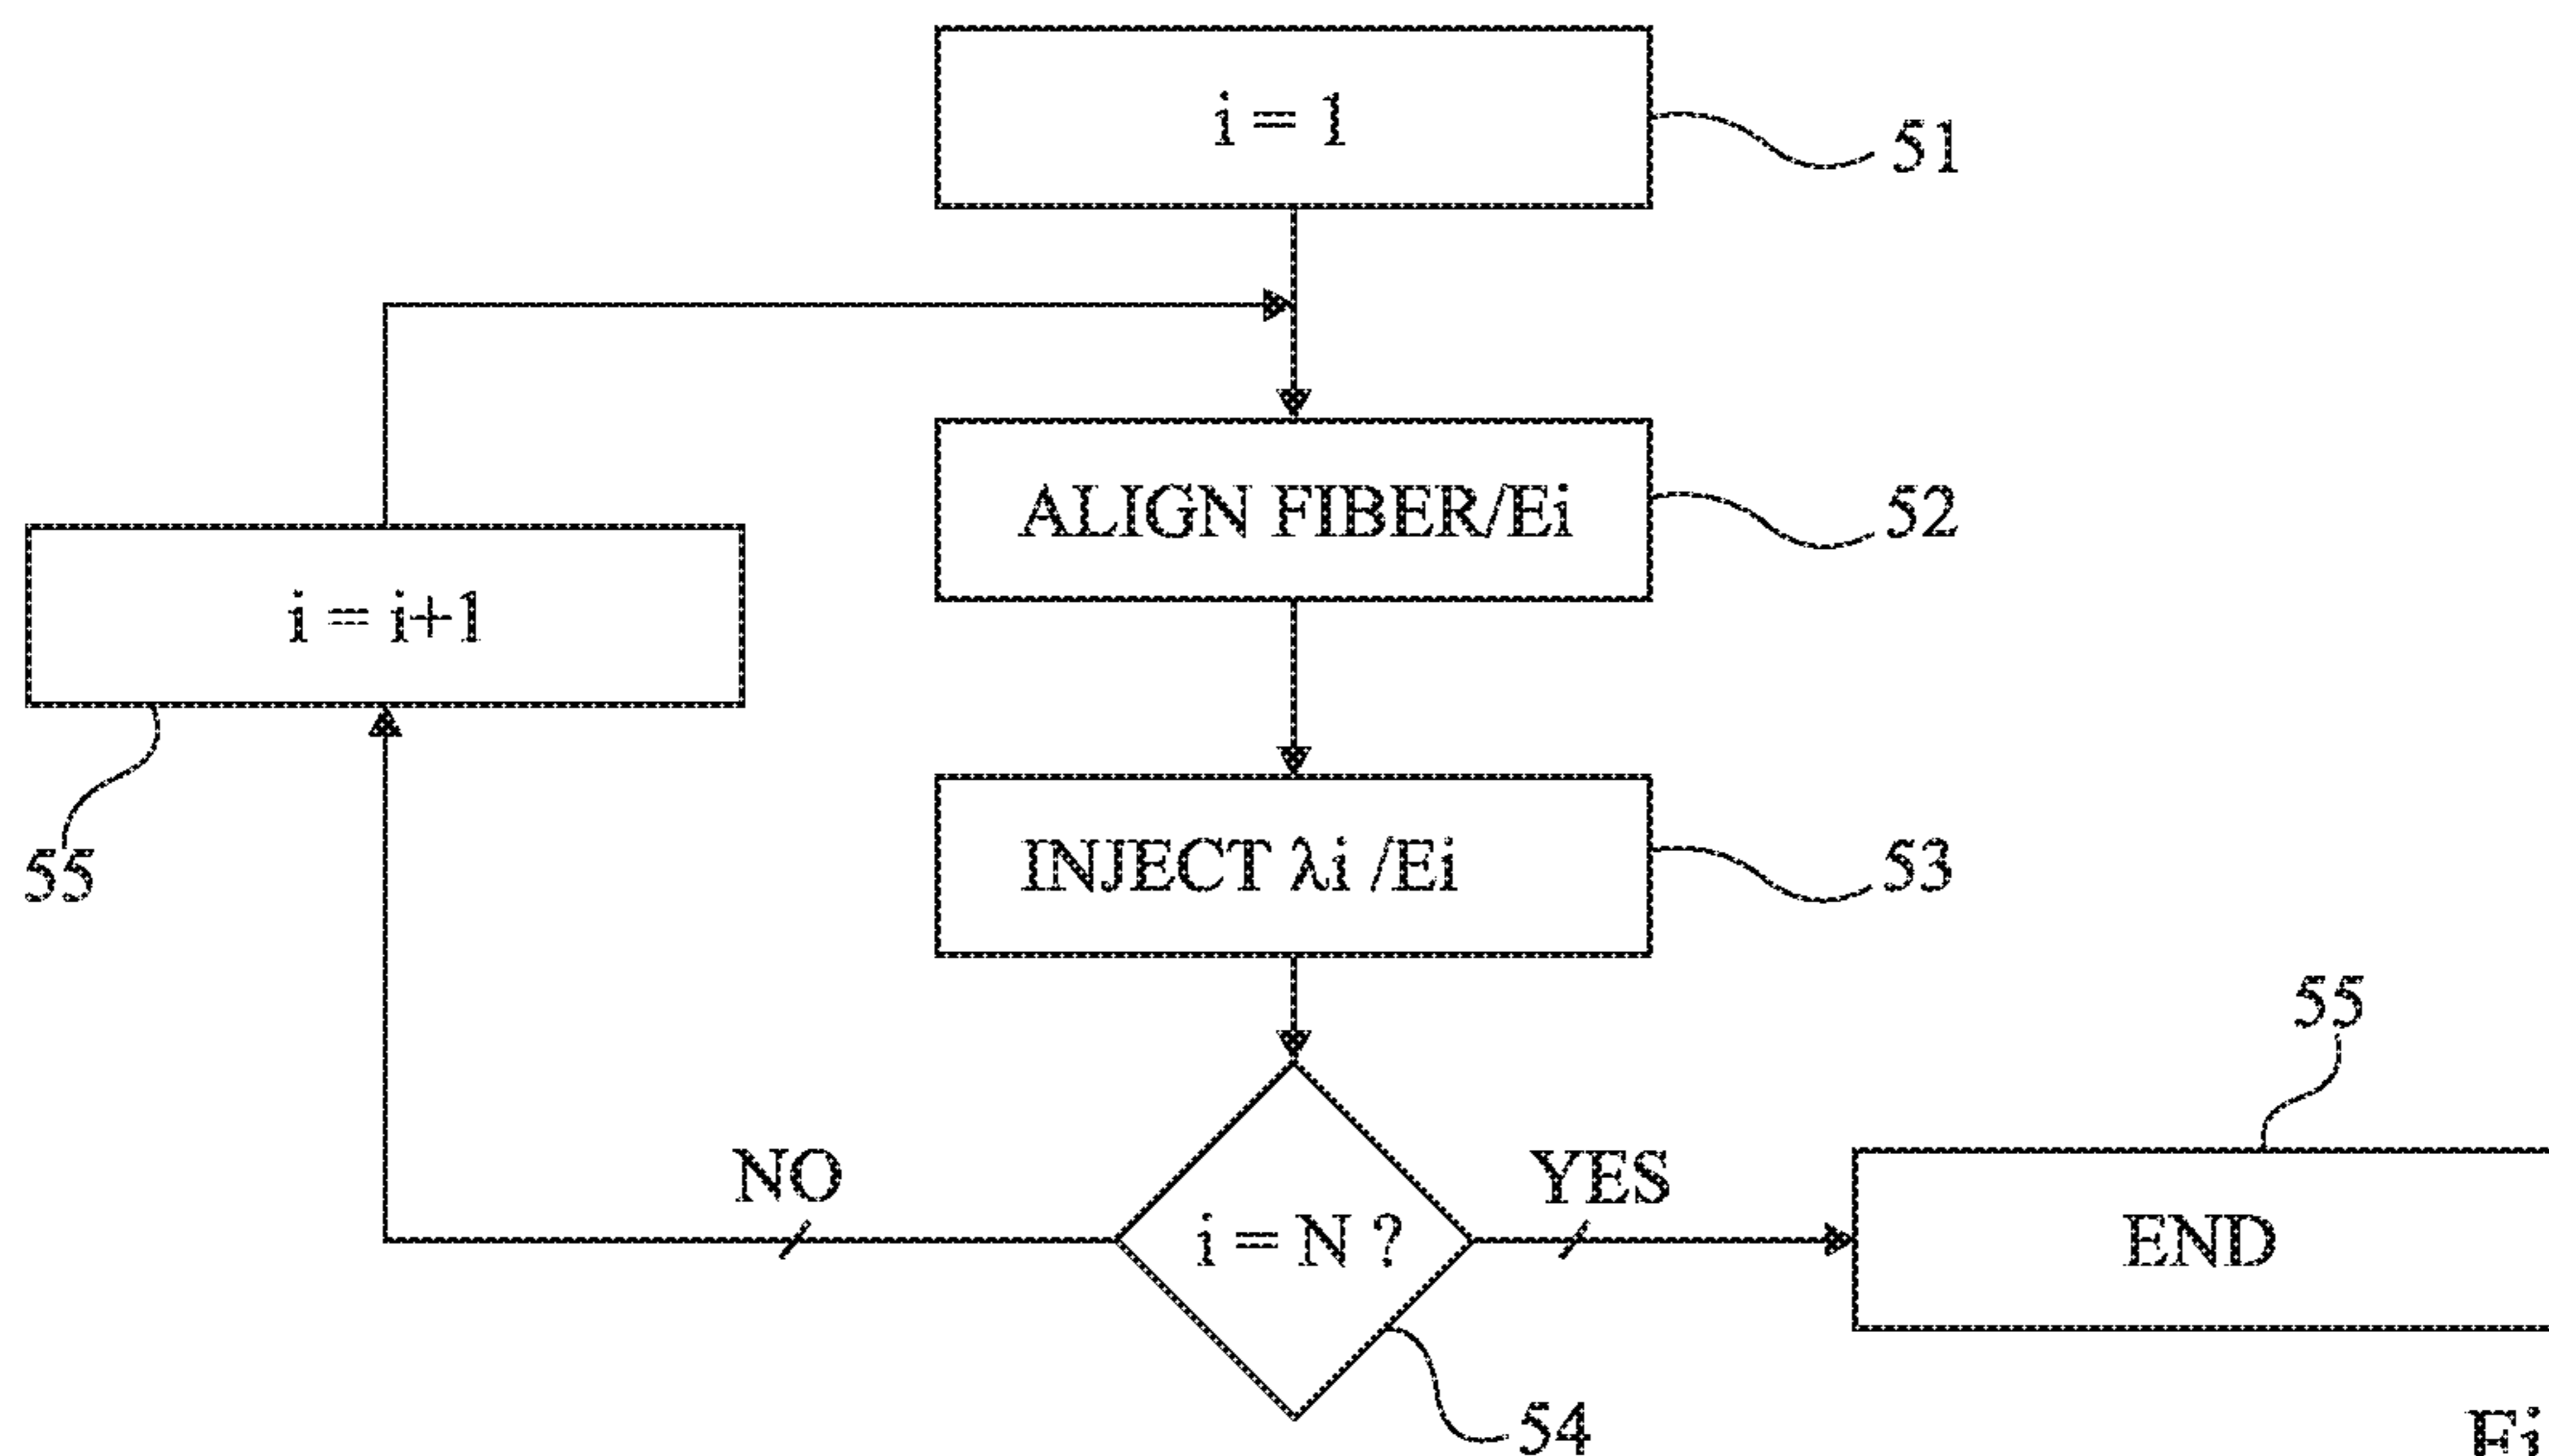 i = 1
51
ALIGN FIBER/Ei
52
i = i+1
55
INJECT λi /Ei
53
55
NO
YES
i = N ?
END
54